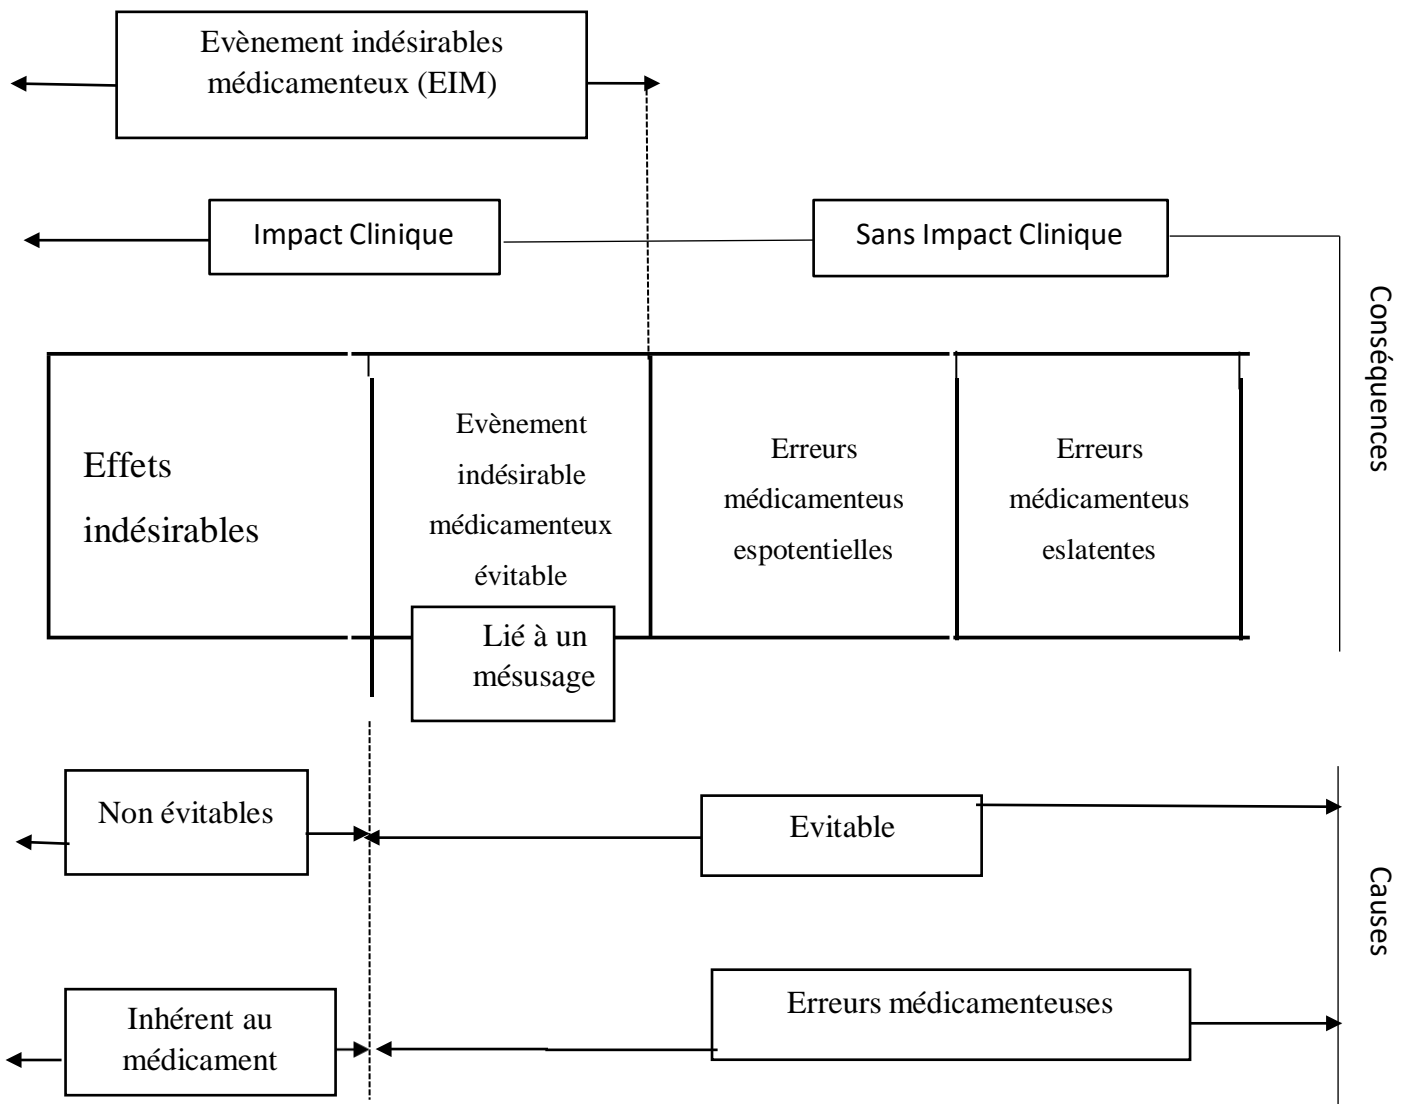 Evènement indésirables
médicamenteux (EIM)
Impact Clinique
Sans Impact Clinique
Conséquences
Effets
indésirables
Evènement
indésirable
médicamenteux
évitable
Erreurs
médicamenteus
espotentielles
Erreurs
médicamenteus
eslatentes
Lié à un
mésusage
Non évitables
Evitable
Causes
Inhérent au
médicament
Erreurs médicamenteuses